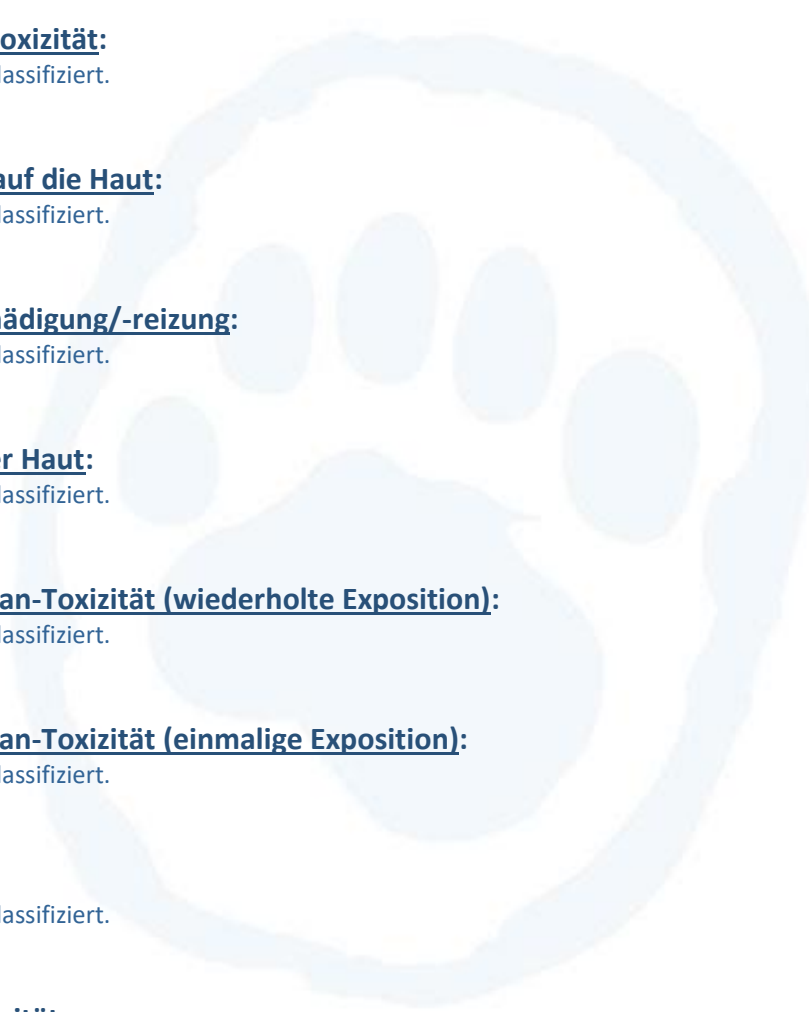 oxizität:
lassifiziert.
auf die Haut:
lassifiziert.
ädigung/-reizung:
lassifiziert.
r Haut:
lassifiziert.
an-Toxizität (wiederholte Exposition):
lassifiziert.
an-Toxizität (einmalige Exposition):
lassifiziert.
lassifiziert.